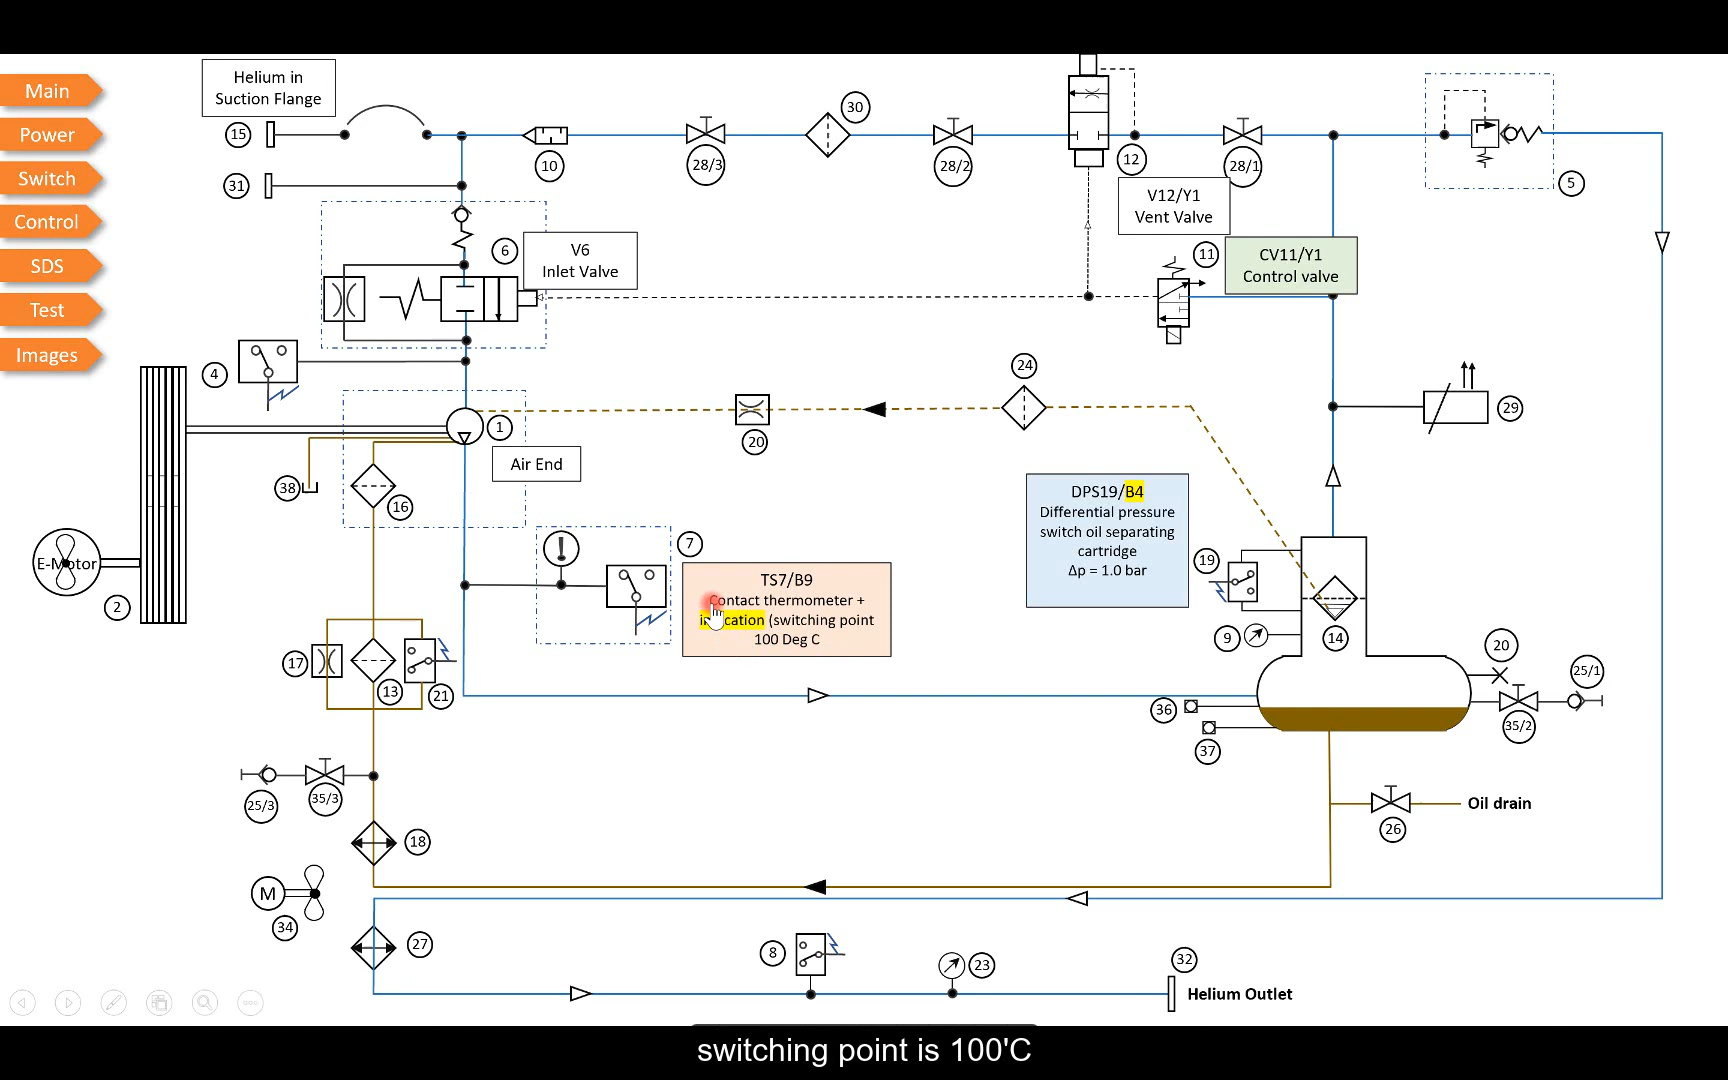 Main
Power
Switch
Control
SDS
Test
Images
Helium in
Suction Flange
15
31
10
28/3
30
28/2
12
28/1
5
V12/Y1
Vent Valve
6
V6
Inlet Valve
11
CV11/Y1
Control valve
4
1
Air End
20
24
29
38
16
E-Motor
2
7
TS7/B9
Contact thermometer +
indication (switching point
100 Deg C
DPS19/B4
Differential pressure
switch oil separating
cartridge
Δp = 1.0 bar
19
9
14
20
25/1
35/2
36
37
17
13
21
25/3
35/3
18
26
Oil drain
M
34
27
8
23
32
Helium Outlet
switching point is 100'C